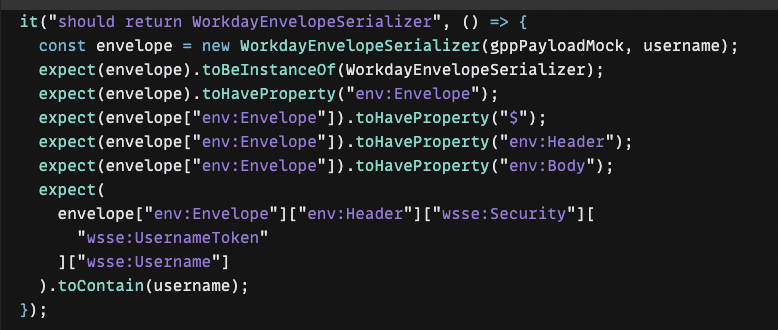 it("should return WorkdayEnvelopeSerializer", () => {
  const envelope = new WorkdayEnvelopeSerializer(gppPayloadMock, username);
  expect(envelope).toBeInstanceOf(WorkdayEnvelopeSerializer);
  expect(envelope).toHaveProperty("env:Envelope");
  expect(envelope["env:Envelope"]).toHaveProperty("$");
  expect(envelope["env:Envelope"]).toHaveProperty("env:Header");
  expect(envelope["env:Envelope"]).toHaveProperty("env:Body");
  expect(
    envelope["env:Envelope"]["env:Header"]["wsse:Security"][
      "wsse:UsernameToken"
    ]["wsse:Username"]
  ).toContain(username);
});